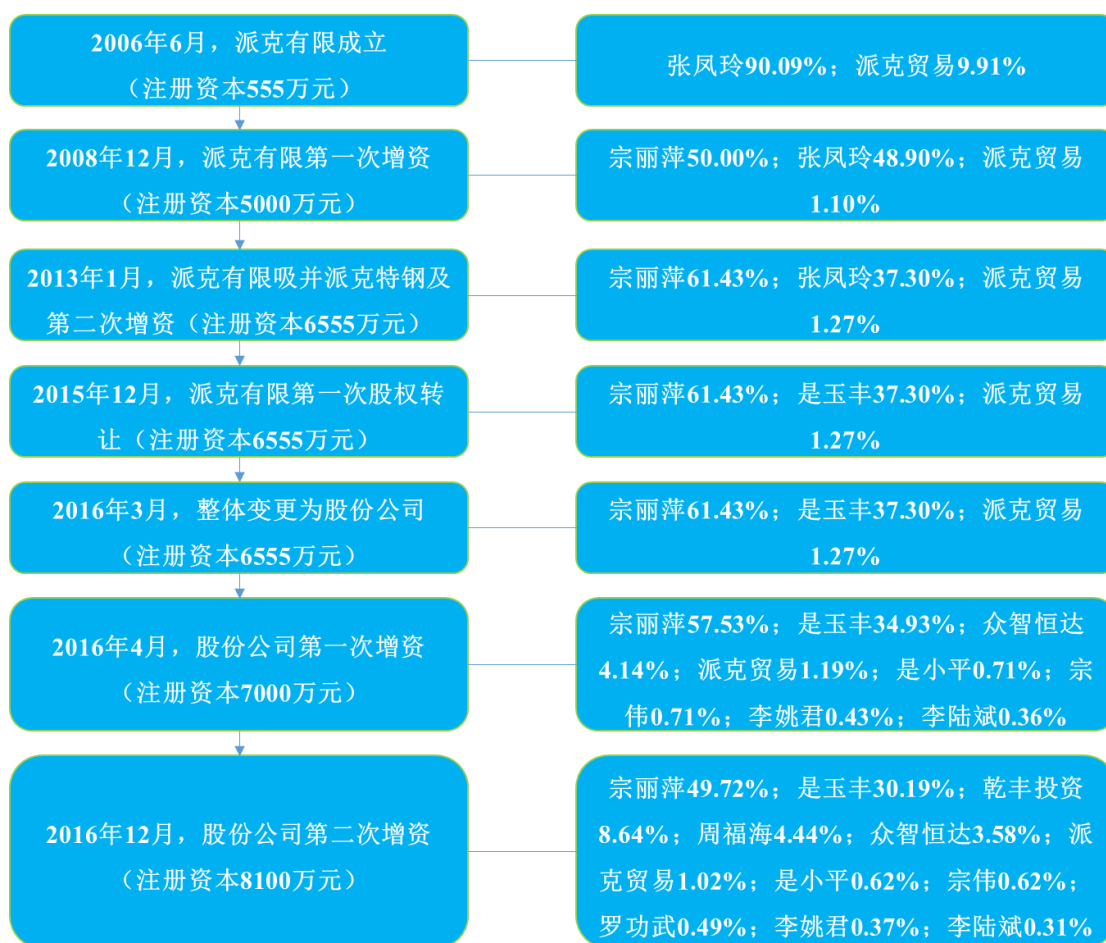 2006年6月，派克有限成立
（注册资本555万元）
张凤玲90.09%；派克贸易9.91%
2008年12月，派克有限第一次增资
（注册资本5000万元）
宗丽萍50.00%；张凤玲48.90%；派克贸易
1.10%
2013年1月，派克有限吸并派克特钢及
第二次增资（注册资本6555万元）
宗丽萍61.43%；张凤玲37.30%；派克贸易
1.27%
2015年12月，派克有限第一次股权转
让（注册资本6555万元）
宗丽萍61.43%；是玉丰37.30%；派克贸易
1.27%
2016年3月，整体变更为股份公司
（注册资本6555万元）
宗丽萍61.43%；是玉丰37.30%；派克贸易
1.27%
2016年4月，股份公司第一次增资
（注册资本7000万元）
宗丽萍57.53%；是玉丰34.93%；众智恒达
4.14%；派克贸易1.19%；是小平0.71%；宗
伟0.71%；李姚君0.43%；李陆斌0.36%
2016年12月，股份公司第二次增资
（注册资本8100万元）
宗丽萍49.72%；是玉丰30.19%；乾丰投资
8.64%；周福海4.44%；众智恒达3.58%；派
克贸易1.02%；是小平0.62%；宗伟0.62%；
罗功武0.49%；李姚君0.37%；李陆斌0.31%